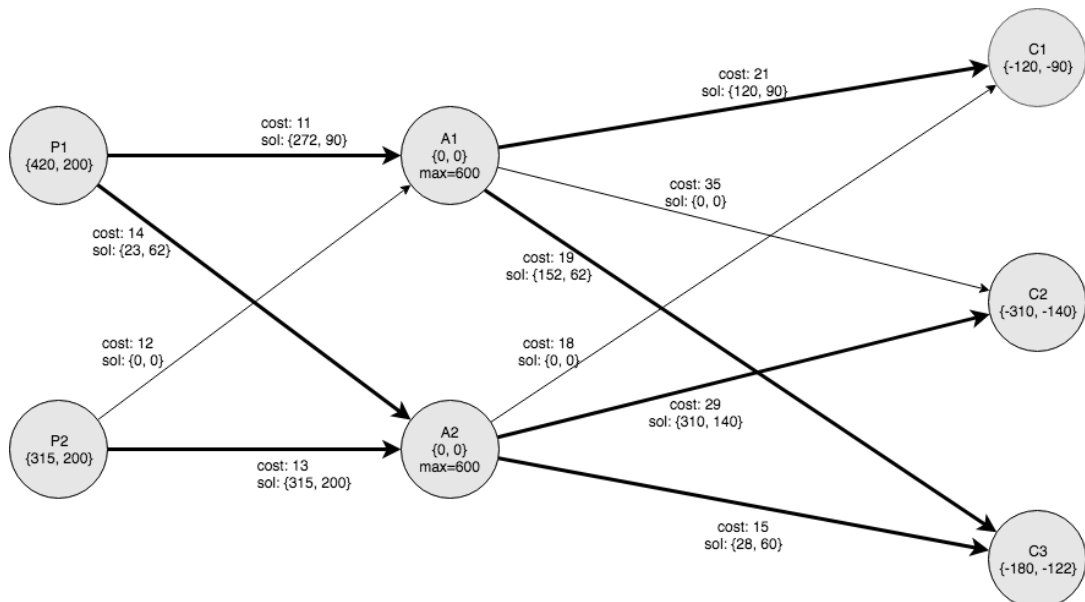 C1
{-120, -90}
cost: 21
sol: {120, 90}
cost: 11
sol: {272, 90}
P1
{420, 200}
A1
{0, 0}
max=600
cost: 35
sol: {0, 0}
cost: 14
sol: {23, 62}
cost: 19
sol: {152, 62}
C2
{-310, -140}
cost: 12
sol: {0, 0}
cost: 18
sol: {0, 0}
cost: 29
sol: {310, 140}
P2
{315, 200}
A2
{0, 0}
max=600
cost: 13
sol: {315, 200}
cost: 15
sol: {28, 60}
C3
{-180, -122}